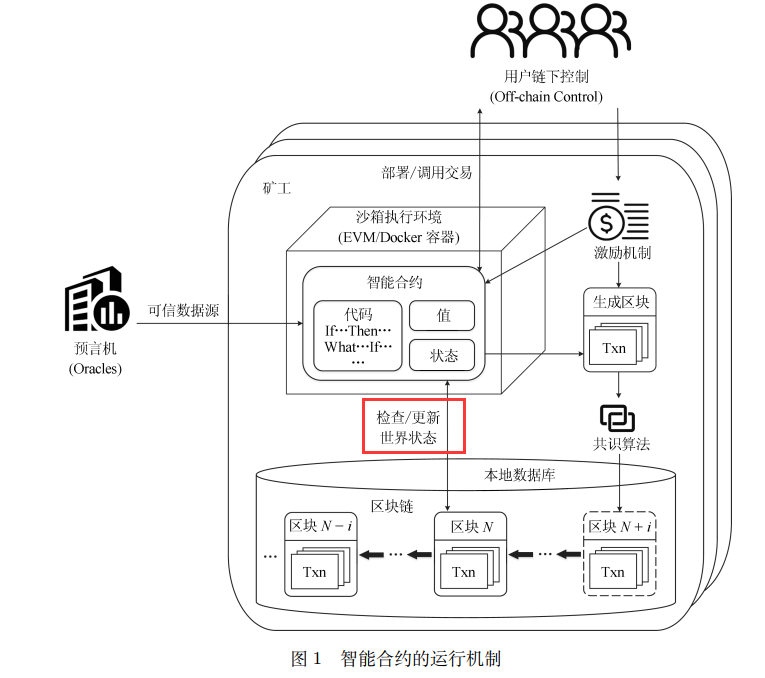 用户链下控制
(Off-chain Control)
部署/调用交易
矿工
沙箱执行环境
(EVM/Docker 容器)
激励机制
智能合约
代码
If…Then…
What…If…
…
值
状态
可信数据源
预言机
(Oracles)
生成区块
Txn
检查/更新
世界状态
共识算法
本地数据库
区块链
区块 N − i
Txn
…
区块 N
Txn
…
区块 N + i
Txn
…
图 1 智能合约的运行机制